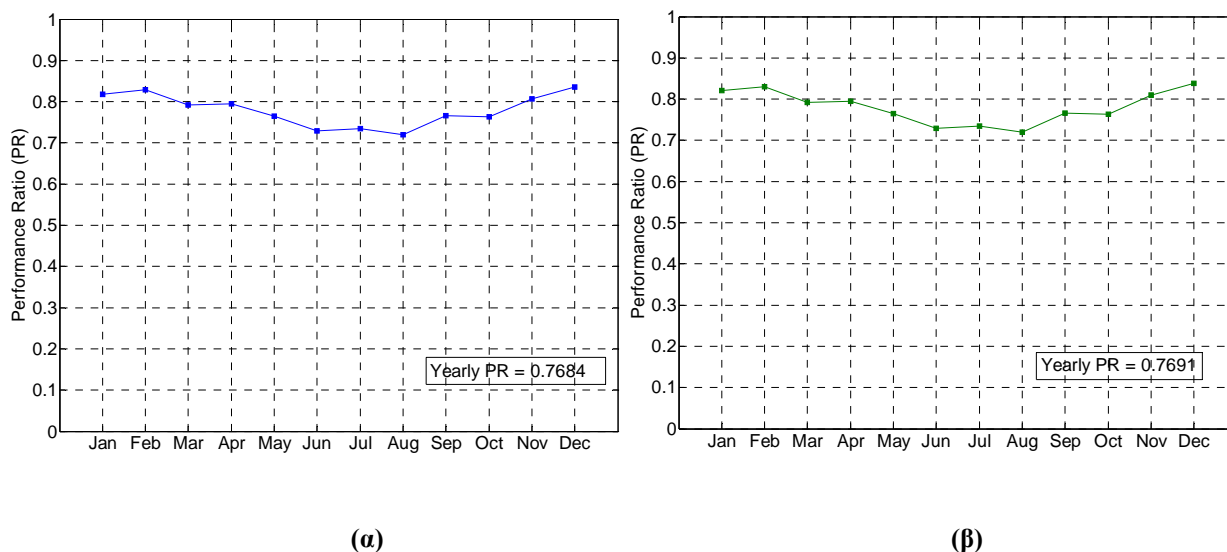 1
0.9
0.8
0.7
0.6
0.5
0.4
0.3
0.2
0.1
0
Performance Ratio (PR)
Yearly PR = 0.7684
Jan Feb Mar Apr May Jun Jul Aug Sep Oct Nov Dec
(α)
1
0.9
0.8
0.7
0.6
0.5
0.4
0.3
0.2
0.1
0
Performance Ratio (PR)
Yearly PR = 0.7691
Jan Feb Mar Apr May Jun Jul Aug Sep Oct Nov Dec
(β)